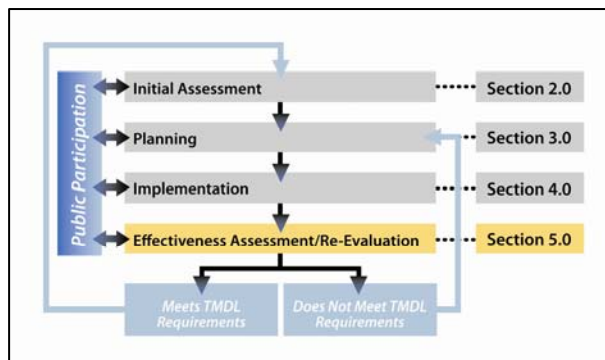 Public Participation
Initial Assessment
Section 2.0
Planning
Section 3.0
Implementation
Section 4.0
Effectiveness Assessment/Re-Evaluation
Section 5.0
Meets TMDL
Requirements
Does Not Meet TMDL
Requirements